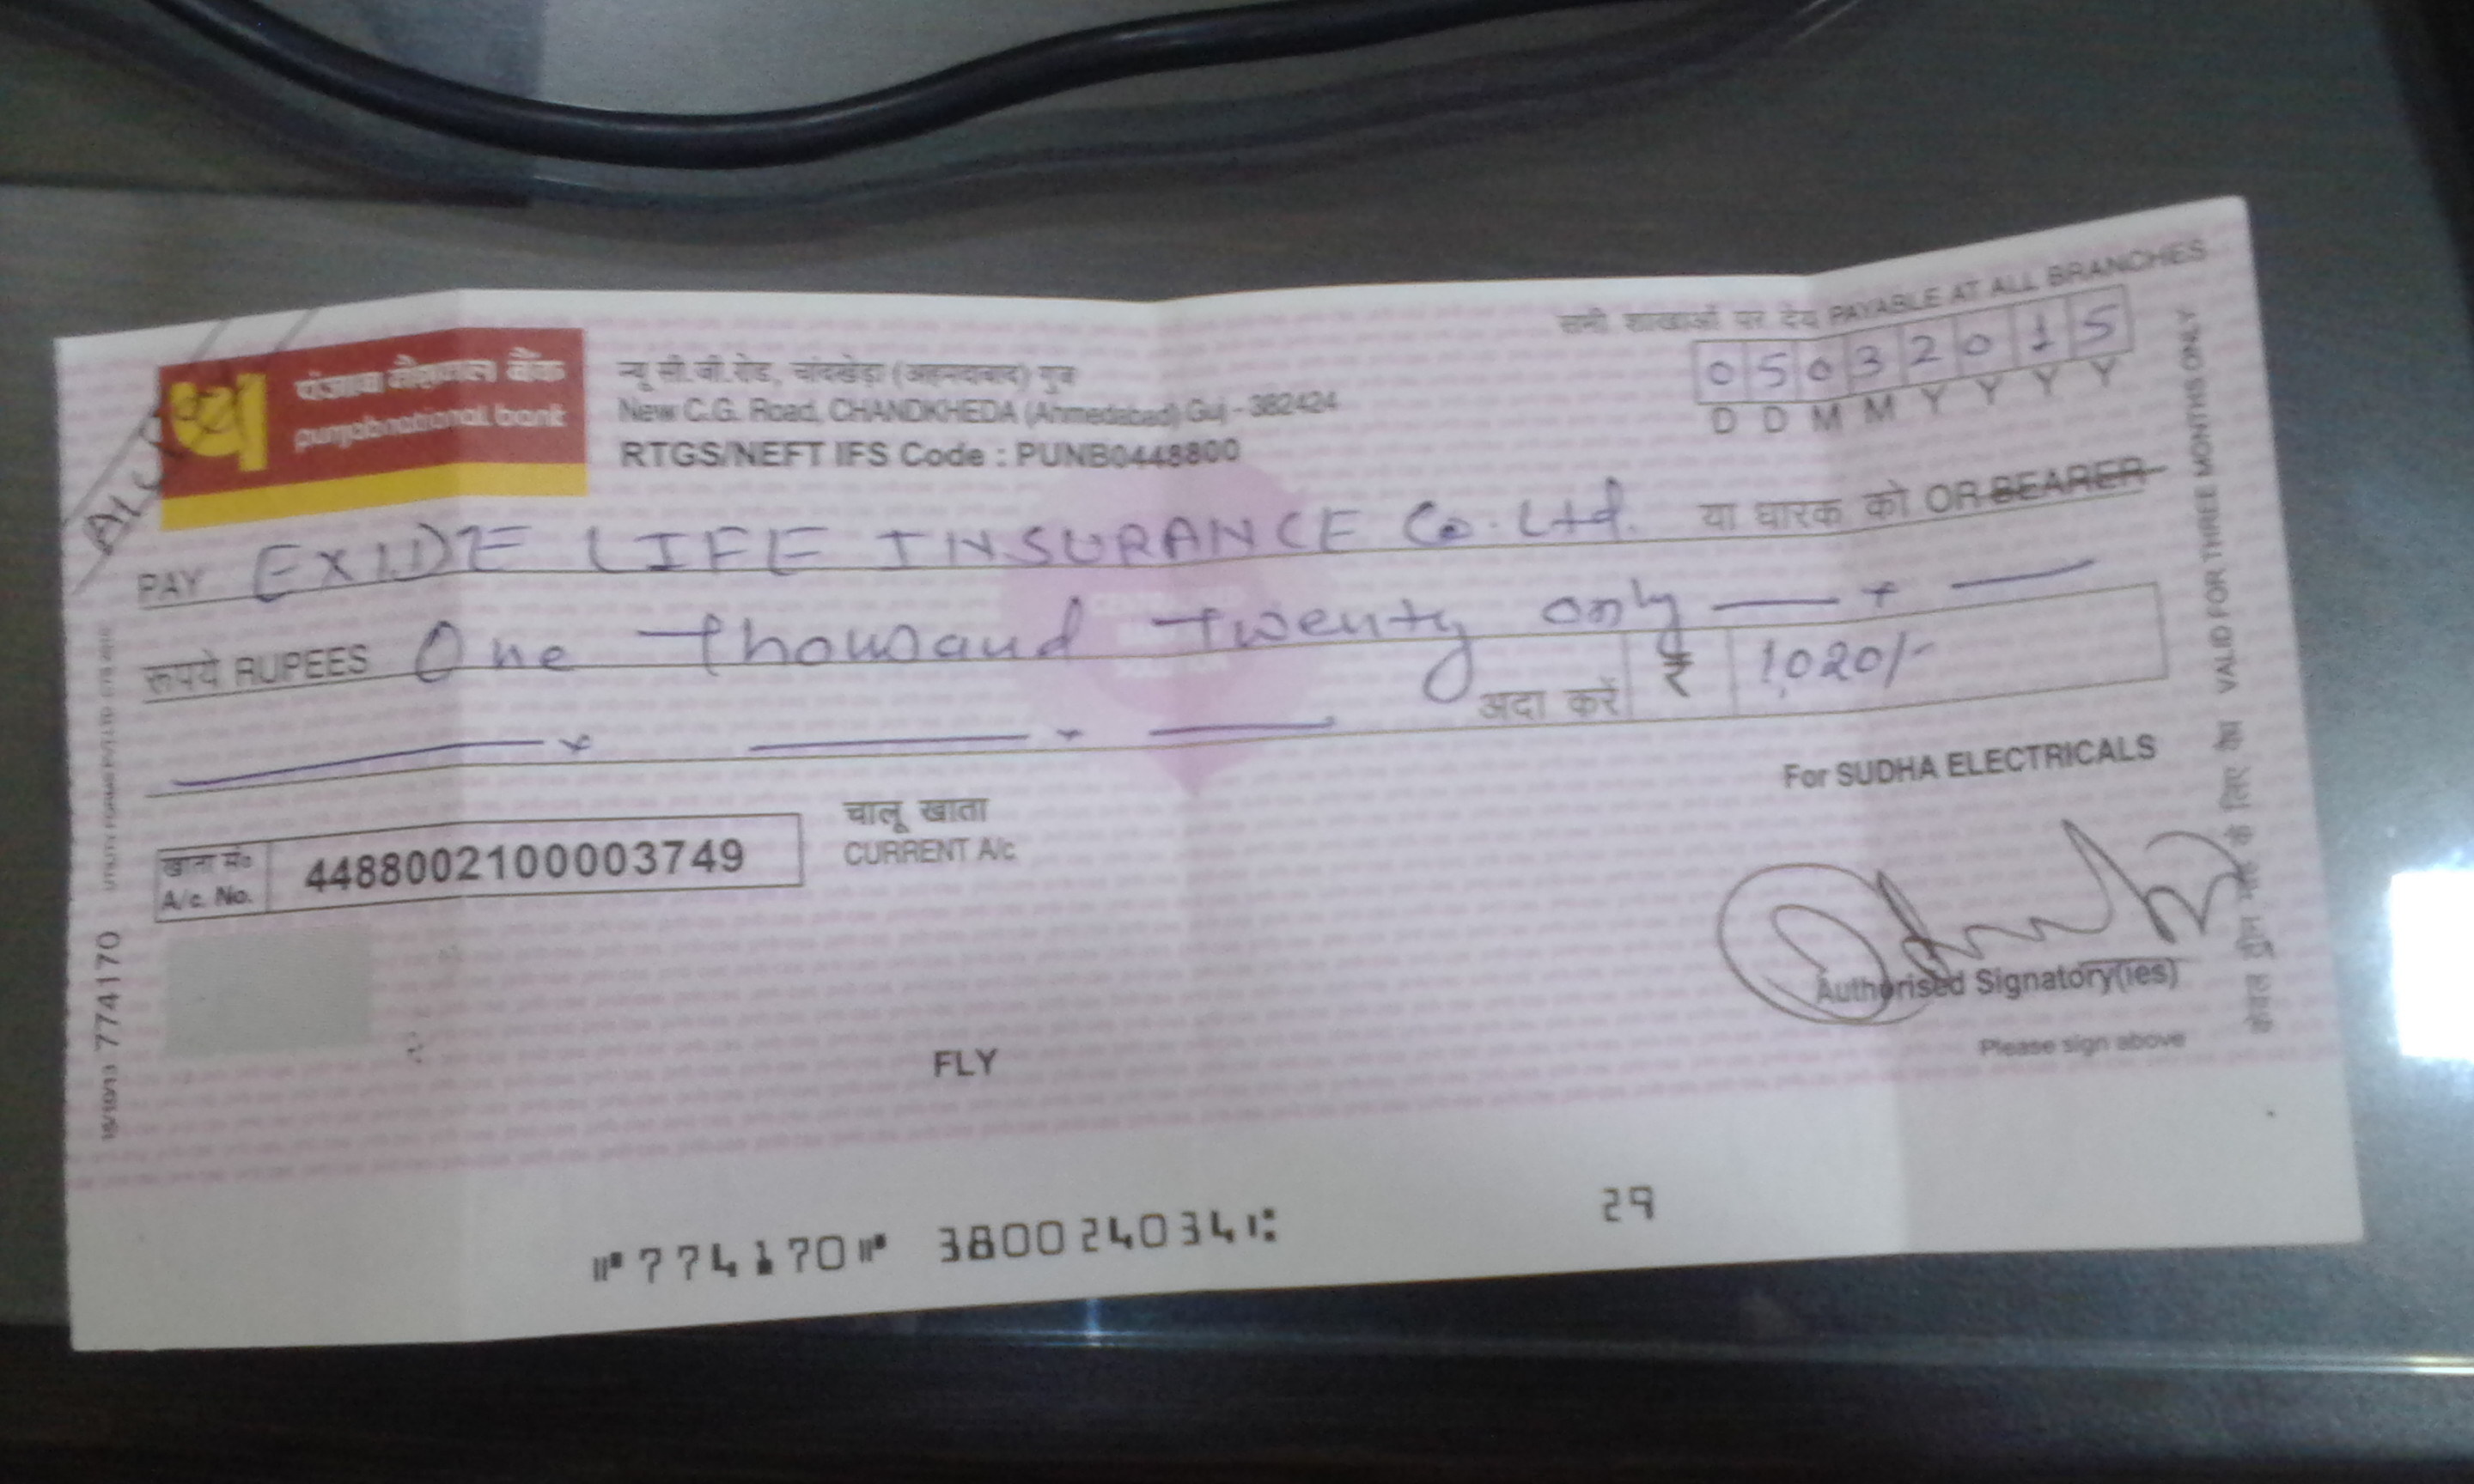 सभी शाखाओं पर देय PAYABLE AT ALL BRANCHES
पंजाब नैशनल बैंक
punjab national bank
न्यू सी.जी.रोड, चांदखेड़ा (अहमदाबाद) गुज
New C.G. Road, CHANDKHEDA (Ahmedabad) Guj - 382424
RTGS/NEFT IFS Code : PUNB0448800
0 5 0 3 2 0 1 5
D D M M Y Y Y Y
PAY EXIDE LIFE INSURANCE Co. Ltd. या धारक को OR BEARER
रूपये RUPEES One thousand twenty only
अदा करें ₹ 1,020/-
For SUDHA ELECTRICALS
खाता सं०
A/c. No. 4488002100003749
चालू खाता
CURRENT A/c
Authorised Signatory(ies)
Please sign above
FLY
⑈774170⑈ 380024034⑆ 29
774170
केवल तीन माह के लिए वैध VALID FOR THREE MONTHS ONLY